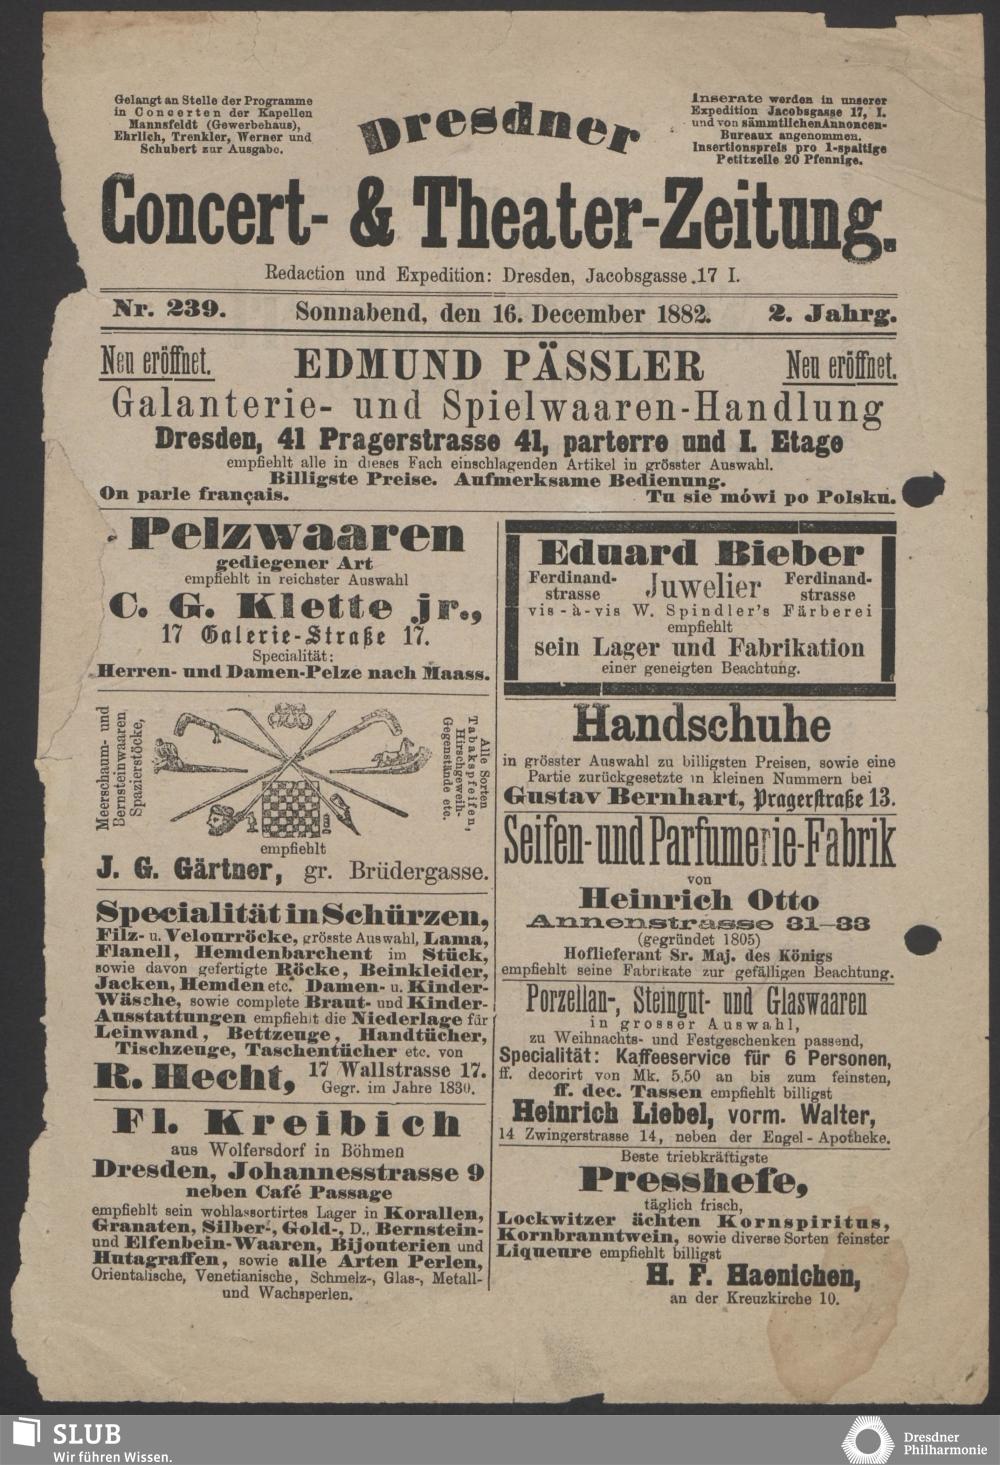 Gelangt an Stelle der Programme
in Concerten der Kapellen
Mannsfeldt (Gewerbehaus),
Ehrlich, Trenkler, Werner und
Schubert zur Ausgabe.
Dresdner
Inserate werden in unserer
Expedition Jacobsgasse 17, I.
und von sämmtlichen Annoncen-
Bureaux angenommen.
Insertionspreis pro 1-spaltige
Petitzeile 20 Pfennige.
Concert- & Theater-Zeitung.
Redaction und Expedition: Dresden, Jacobsgasse 17 I.
Nr. 239. Sonnabend, den 16. December 1882. 2. Jahrg.
Neu eröffnet. EDMUND PÄSSLER Neu eröffnet.
Galanterie- und Spielwaaren-Handlung
Dresden, 41 Pragerstrasse 41, parterre und I. Etage
empfiehlt alle in dieses Fach einschlagenden Artikel in grösster Auswahl.
Billigste Preise. Aufmerksame Bedienung.
On parle français. Tu sie mówi po Polsku.
Pelzwaaren
gediegener Art
empfiehlt in reichster Auswahl
C. G. Klette jr.,
17 Galerie-Straße 17.
Specialität:
Herren- und Damen-Pelze nach Maass.
Meerschaum- und
Bernsteinwaaren
Spazierstöcke,
Alle Sorten
Tabakspfeifen,
Hirschgeweih-
Gegenstände etc.
empfiehlt
J. G. Gärtner, gr. Brüdergasse.
Specialität in Schürzen,
Filz- u. Velourröcke, grösste Auswahl, Lama,
Flanell, Hemdenbarchent im Stück,
sowie davon gefertigte Röcke, Beinkleider,
Jacken, Hemden etc. Damen- u. Kinder-
Wäsche, sowie complete Braut- und Kinder-
Ausstattungen empfiehlt die Niederlage für
Leinwand, Bettzeuge, Handtücher,
Tischzeuge, Taschentücher etc. von
R. Hecht, 17 Wallstrasse 17.
Gegr. im Jahre 1830.
Fl. Kreibich
aus Wolfersdorf in Böhmen
Dresden, Johannesstrasse 9
neben Café Passage
empfiehlt sein wohlassortirtes Lager in Korallen,
Granaten, Silber-, Gold-, D., Bernstein-
und Elfenbein-Waaren, Bijouterien und
Hutagraffen, sowie alle Arten Perlen,
Orientalische, Venetianische, Schmelz-, Glas-, Metall-
und Wachsperlen.
Eduard Bieber
Ferdinand-
strasse
Juwelier
Ferdinand-
strasse
vis-à-vis W. Spindler's Färberei
empfiehlt
sein Lager und Fabrikation
einer geneigten Beachtung.
Handschuhe
in grösster Auswahl zu billigsten Preisen, sowie eine
Partie zurückgesetzte in kleinen Nummern bei
Gustav Bernhart, Pragerstraße 13.
Seifen- und Parfumerie-Fabrik
von
Heinrich Otto
Annenstrasse 31—33
(gegründet 1805)
Hoflieferant Sr. Maj. des Königs
empfiehlt seine Fabrikate zur gefälligen Beachtung.
Porzellan-, Steingut- und Glaswaaren
in grosser Auswahl,
zu Weihnachts- und Festgeschenken passend,
Specialität: Kaffeeservice für 6 Personen,
ff. decorirt von Mk. 5,50 an bis zum feinsten,
ff. dec. Tassen empfiehlt billigst
Heinrich Liebel, vorm. Walter,
14 Zwingerstrasse 14, neben der Engel-Apotheke.
Beste triebkräftigste
Presshefe,
täglich frisch,
Lockwitzer ächten Kornspiritus,
Kornbranntwein, sowie diverse Sorten feinster
Liqueure empfiehlt billigst
H. F. Haenichen,
an der Kreuzkirche 10.
SLUB
Wir führen Wissen.
Dresdner
Philharmonie